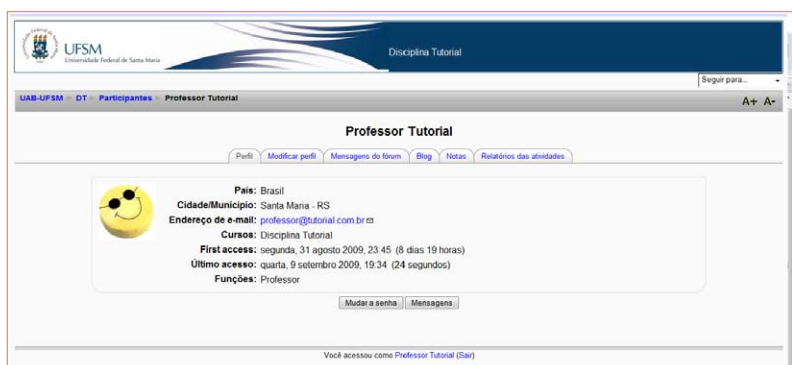 UFSM
Universidade Federal de Santa Maria
Disciplina Tutorial
Seguir para...
UAB-UFSM ► DT ► Participantes ► Professor Tutorial
A+ A-
Professor Tutorial
Perfil Modificar perfil Mensagens do fórum Blog Notas Relatórios das atividades
País: Brasil
Cidade/Município: Santa Maria - RS
Endereço de e-mail: professor@tutorial.com.br
Cursos: Disciplina Tutorial
First access: segunda, 31 agosto 2009, 23:45 (8 dias 19 horas)
Último acesso: quarta, 9 setembro 2009, 19:34 (24 segundos)
Funções: Professor
Mudar a senha Mensagens
Você acessou como Professor Tutorial (Sair)